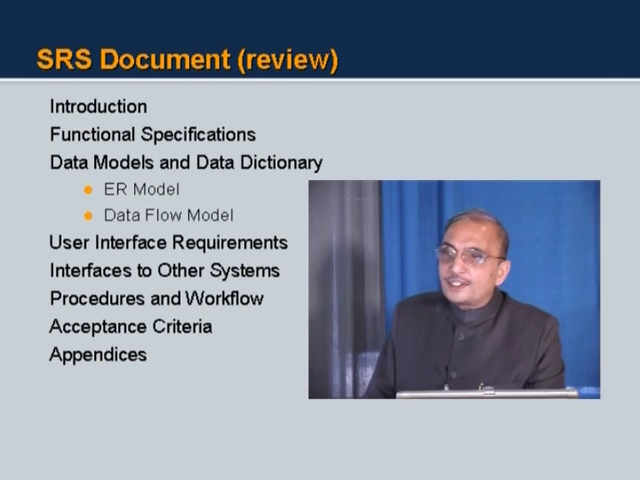 SRS Document (review)
Introduction
Functional Specifications
Data Models and Data Dictionary
ER Model
Data Flow Model
User Interface Requirements
Interfaces to Other Systems
Procedures and Workflow
Acceptance Criteria
Appendices